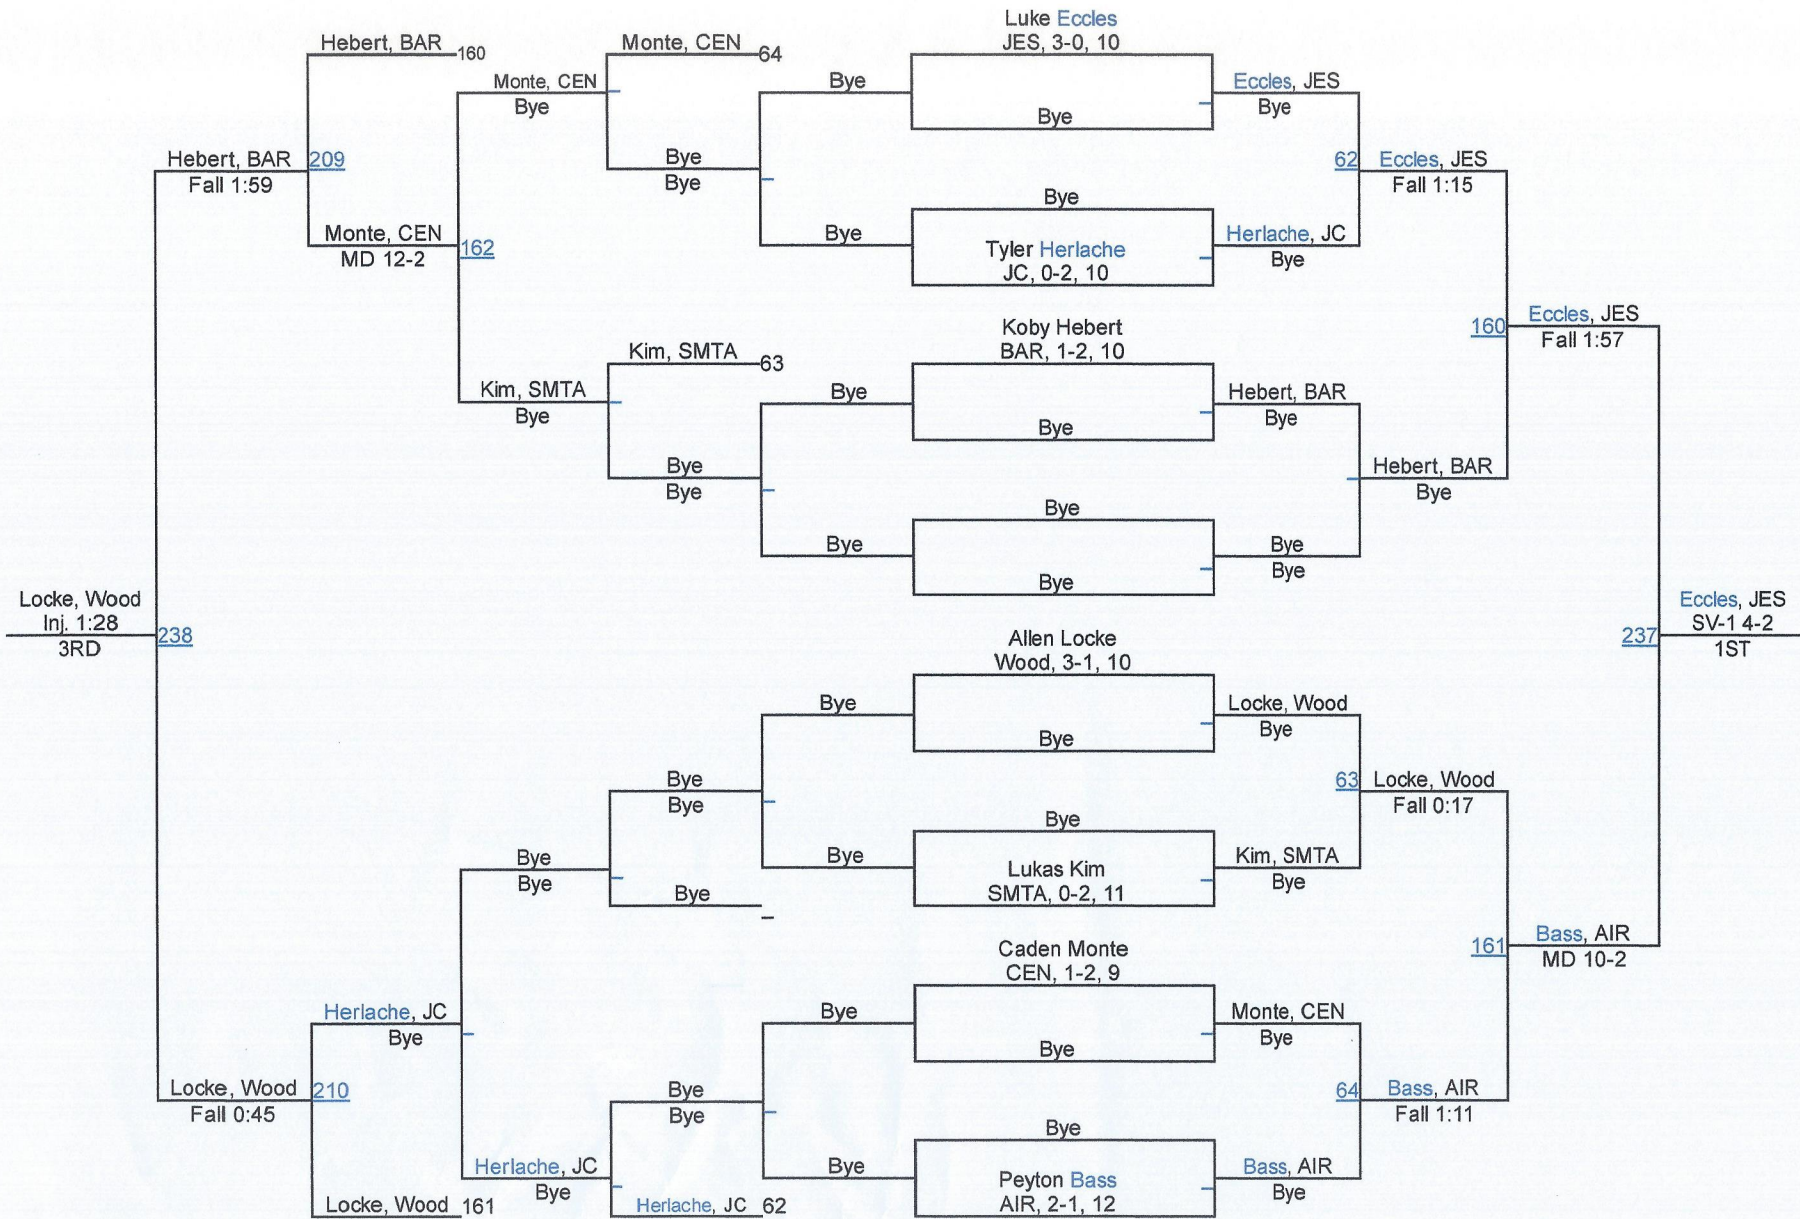 Luke Eccles
JES, 3-0, 10
Hebert, BAR 160
Monte, CEN 64
Monte, CEN
Bye
Bye
Bye
Eccles, JES
Bye
Hebert, BAR 209
Fall 1:59
Bye
Bye
62 Eccles, JES
Fall 1:15
Bye
Monte, CEN 162
MD 12-2
Bye
Tyler Herlache
JC, 0-2, 10
Herlache, JC
Bye
Koby Hebert
BAR, 1-2, 10
160 Eccles, JES
Fall 1:57
Kim, SMTA 63
Kim, SMTA
Bye
Bye
Bye
Hebert, BAR
Bye
Bye
Bye
Hebert, BAR
Bye
Bye
Bye
Bye
Bye
Bye
Locke, Wood
Inj. 1:28
3RD
238
237
Eccles, JES
SV-1 4-2
1ST
Allen Locke
Wood, 3-1, 10
Bye
Bye
Locke, Wood
Bye
Bye
Bye
63 Locke, Wood
Fall 0:17
Bye
Bye
Bye
Bye
Bye
Lukas Kim
SMTA, 0-2, 11
Kim, SMTA
Bye
Caden Monte
CEN, 1-2, 9
161 Bass, AIR
MD 10-2
Herlache, JC
Bye
Bye
Bye
Monte, CEN
Bye
Locke, Wood 210
Fall 0:45
Bye
Bye
64 Bass, AIR
Fall 1:11
Bye
Herlache, JC
Bye
Bye
Peyton Bass
AIR, 2-1, 12
Bass, AIR
Bye
Locke, Wood 161
Herlache, JC 62